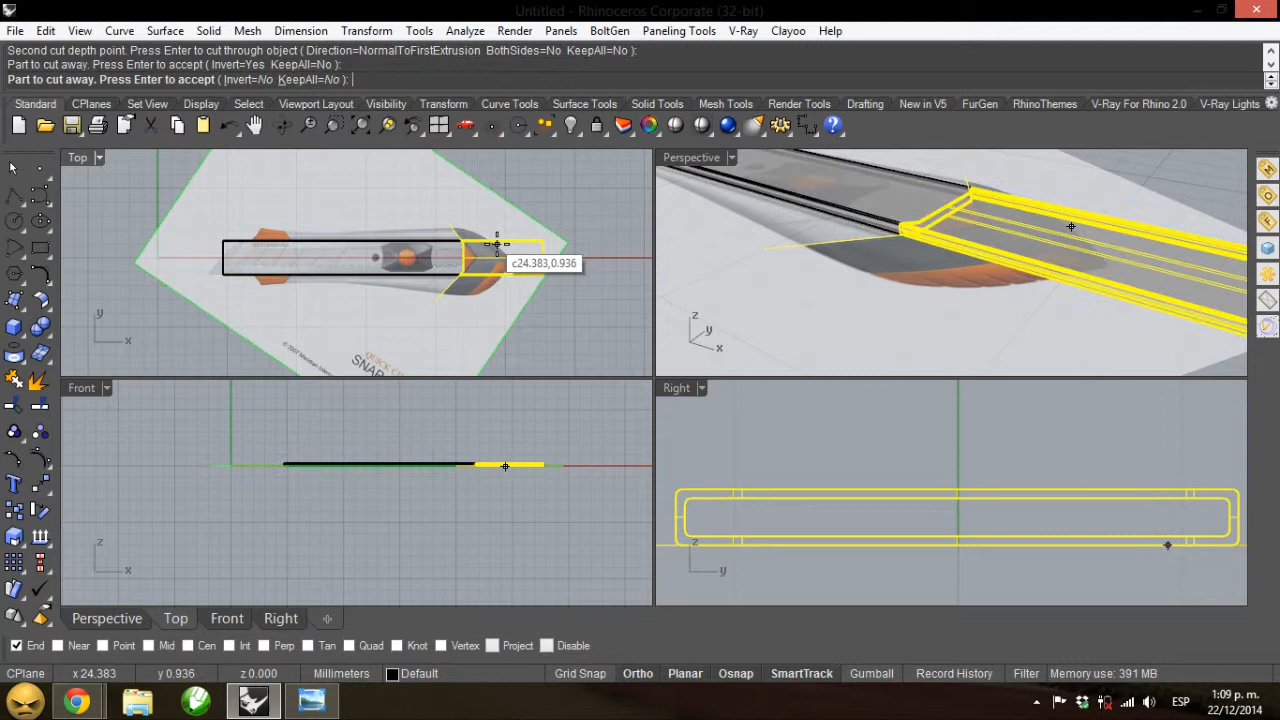 Untitled - Rhinoceros Corporate (32-bit)
File Edit View Curve Surface Solid Mesh Dimension Transform Tools Analyze Render Panels BoltGen Paneling Tools V-Ray Clayoo Help
Second cut depth point. Press Enter to cut through object ( Direction=NormalToFirstExtrusion BothSides=No KeepAll=No ):
Part to cut away. Press Enter to accept ( Invert=Yes KeepAll=No ):
Part to cut away. Press Enter to accept ( Invert=No KeepAll=No ):
Standard CPlanes Set View Display Select Viewport Layout Visibility Transform Curve Tools Surface Tools Solid Tools Mesh Tools Render Tools Drafting New in V5 FurGen RhinoThemes V-Ray For Rhino 2.0 V-Ray Lights
Top
Perspective
c24.383,0.936
y
x
z
y
x
© 2007 Meridian
QUICK
SNAP
Front
Right
z
x
z
y
Perspective Top Front Right
End Near Point Mid Cen Int Perp Tan Quad Knot Vertex Project Disable
CPlane x 24.383 y 0.936 z 0.000 Millimeters Default Grid Snap Ortho Planar Osnap SmartTrack Gumball Record History Filter Memory use: 391 MB
ESP
1:09 p. m.
22/12/2014